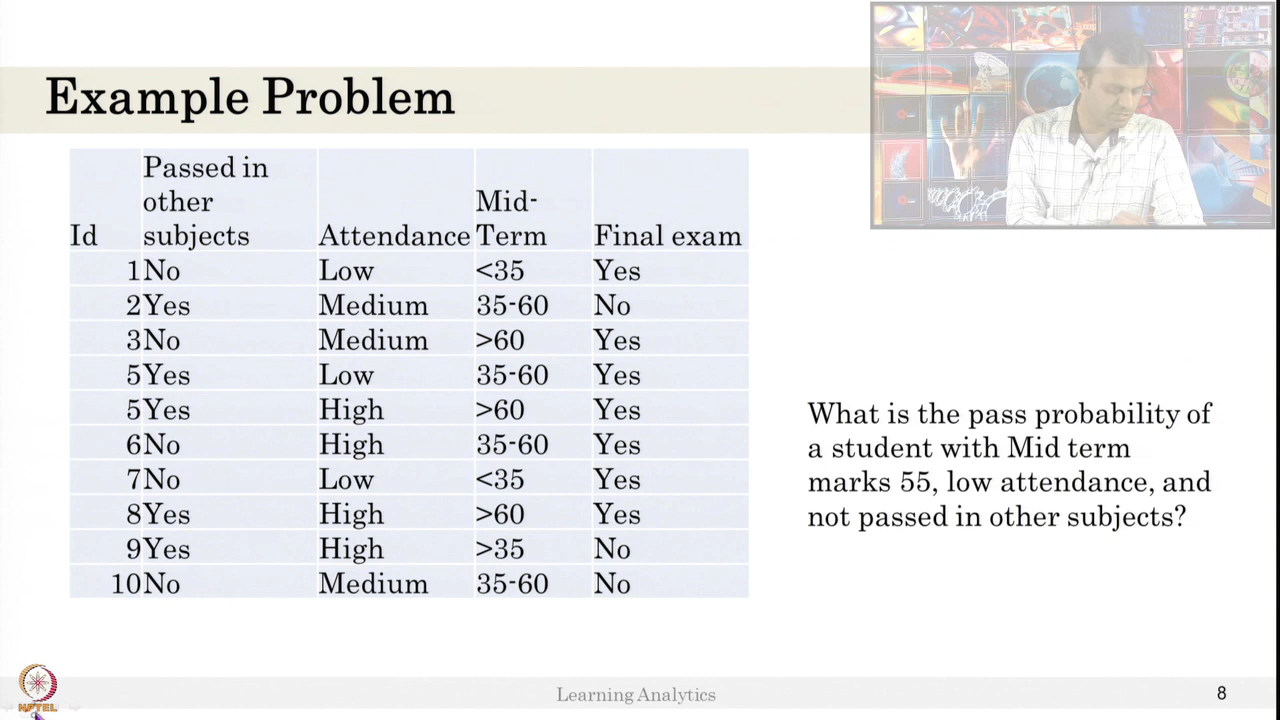 Example Problem
Id Passed in other subjects Attendance Mid-Term Final exam
1 No Low <35 Yes
2 Yes Medium 35-60 No
3 No Medium >60 Yes
5 Yes Low 35-60 Yes
5 Yes High >60 Yes
6 No High 35-60 Yes
7 No Low <35 Yes
8 Yes High >60 Yes
9 Yes High >35 No
10 No Medium 35-60 No
What is the pass probability of
a student with Mid term
marks 55, low attendance, and
not passed in other subjects?
NPTEL
Learning Analytics
8